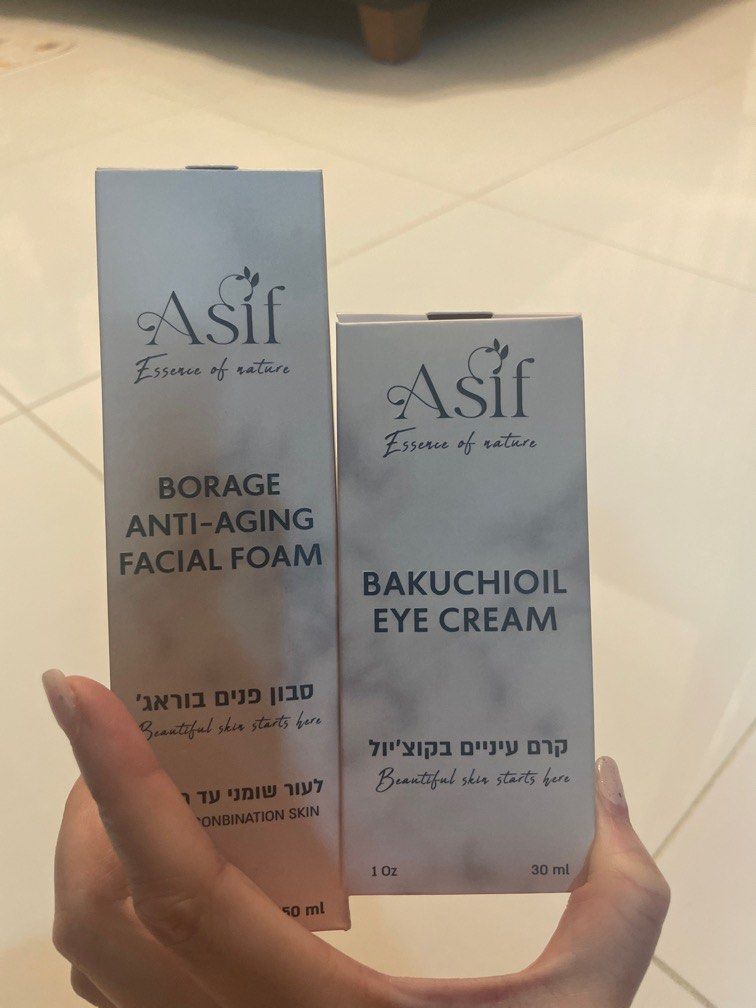 Asif
Essence of nature
BORAGE
ANTI-AGING
FACIAL FOAM
סבון פנים בוראג'
Beautiful skin starts here
לעור שומני עד
CONBINATION SKIN
50 ml
Asif
Essence of nature
BAKUCHIOIL
EYE CREAM
קרם עיניים בקוצ'יול
Beautiful skin starts here
1 Oz
30 ml